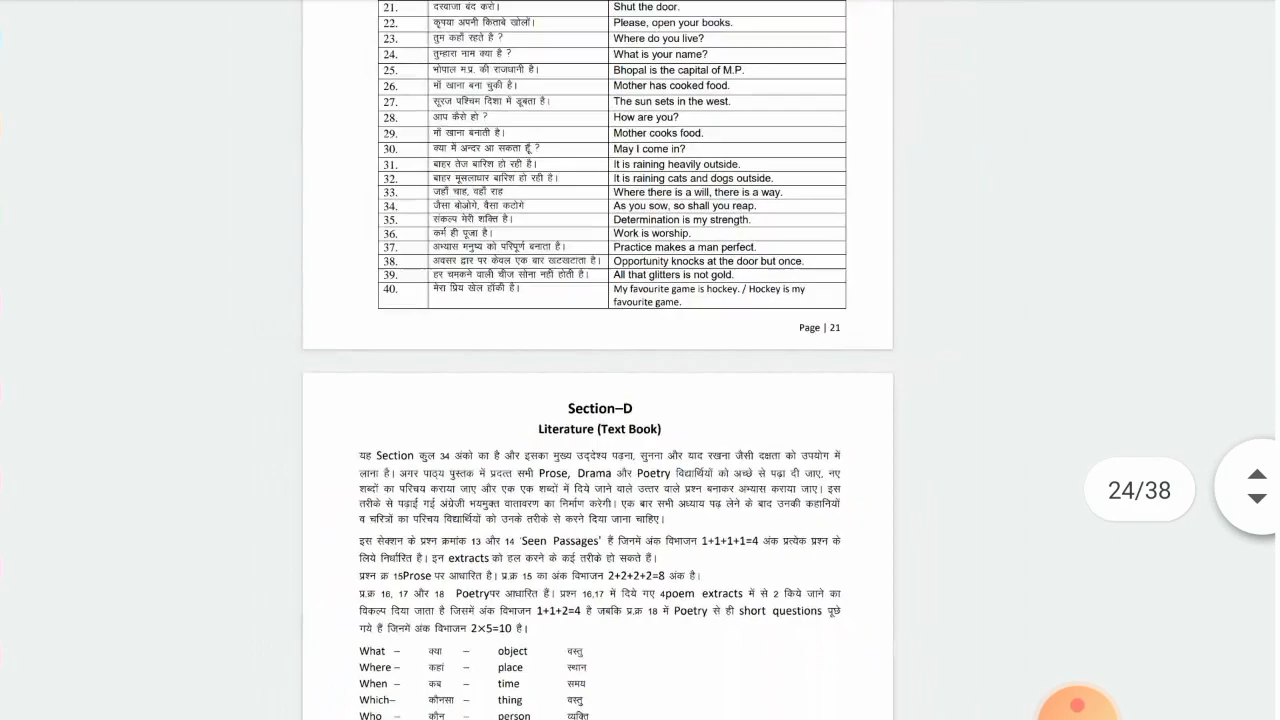 21. दरवाजा बंद करो। Shut the door.
22. कृपया अपनी किताबे खोलों। Please, open your books.
23. तुम कहाँ रहते है ? Where do you live?
24. तुम्हारा नाम क्या है ? What is your name?
25. भोपाल म.प्र. की राजधानी है। Bhopal is the capital of M.P.
26. माँ खाना बना चुकी है। Mother has cooked food.
27. सूरज पश्चिम दिशा में डूबता है। The sun sets in the west.
28. आप कैसे हो ? How are you?
29. माँ खाना बनाती है। Mother cooks food.
30. क्या में अन्दर आ सकता हूँ ? May I come in?
31. बाहर तेज बारिश हो रही है। It is raining heavily outside.
32. बाहर मूसलाधार बारिश हो रही है। It is raining cats and dogs outside.
33. जहाँ चाह, वहाँ राह Where there is a will, there is a way.
34. जैसा बोओगे, वैसा कटोगे As you sow, so shall you reap.
35. संकल्प मेरी शक्ति है। Determination is my strength.
36. कर्म ही पूजा है। Work is worship.
37. अभ्यास मनुष्य को परिपूर्ण बनाता है। Practice makes a man perfect.
38. अवसर द्वार पर केवल एक बार खटखटाता है। Opportunity knocks at the door but once.
39. हर चमकने वाली चीज सोना नहीं होती है। All that glitters is not gold.
40. मेरा प्रिय खेल हॉकी है। My favourite game is hockey. / Hockey is my
favourite game.
Page | 21
Section–D
Literature (Text Book)
यह Section कुल 34 अंको का है और इसका मुख्य उद्देश्य पढना, सुनना और याद रखना जैसी दक्षता को उपयोग में
लाना है। अगर पाठ्य पुस्तक में प्रदत्त सभी Prose, Drama और Poetry विद्यार्थियों को अच्छे से पढ़ा दी जाए, नए
शब्दों का परिचय कराया जाए और एक एक शब्दों में दिये जाने वाले उत्तर वाले प्रश्न बनाकर अभ्यास कराया जाए। इस
तरीके से पढ़ाई गई अंग्रेजी भयमुक्त वातावरण का निर्माण करेगी। एक बार सभी अध्याय पढ़ लेने के बाद उनकी कहानियों
व चरित्रों का परिचय विद्यार्थियों को उनके तरीके से करने दिया जाना चाहिए।
इस सेक्शन के प्रश्न क्रमांक 13 और 14 'Seen Passages' हैं जिनमें अंक विभाजन 1+1+1+1=4 अंक प्रत्येक प्रश्न के
लिये निर्धारित है। इन extracts को हल करने के कई तरीके हो सकते हैं।
प्रश्न क्र 15Prose पर आधारित है। प्र.क्र 15 का अंक विभाजन 2+2+2+2=8 अंक है।
प्र.क्र 16, 17 और 18 Poetryपर आधारित हैं। प्रश्न 16,17 में दिये गए 4poem extracts में से 2 किये जाने का
विकल्प दिया जाता है जिसमें अंक विभाजन 1+1+2=4 है जबकि प्र.क्र 18 में Poetry से ही short questions पूछे
गये हैं जिनमें अंक विभाजन 2×5=10 है।
What – क्या – object वस्तु
Where – कहां – place स्थान
When – कब – time समय
Which– कौनसा – thing वस्तु
Who – कौन – person व्यक्ति
24/38